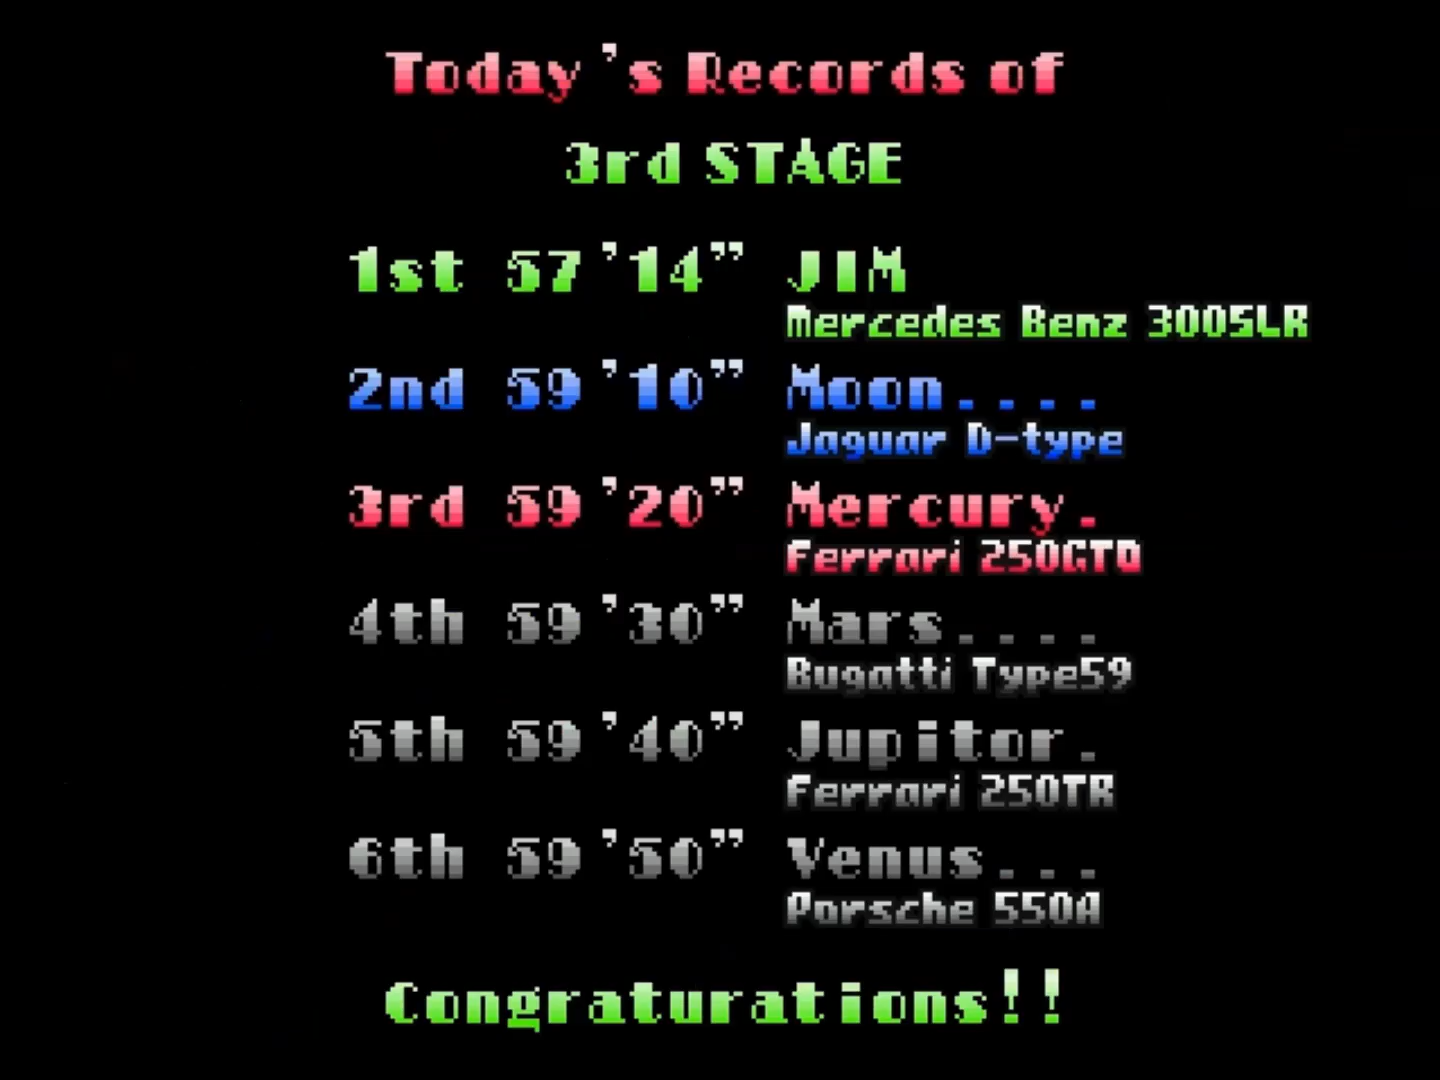 Today's Records of
3rd STAGE
1st 57'14" JIM
Mercedes Benz 300SLR
2nd 59'10" Moon....
Jaguar D-type
3rd 59'20" Mercury.
Ferrari 250GTO
4th 59'30" Mars....
Bugatti Type59
5th 59'40" Jupitor.
Ferrari 250TR
6th 59'50" Venus...
Porsche 550A
Congraturations!!